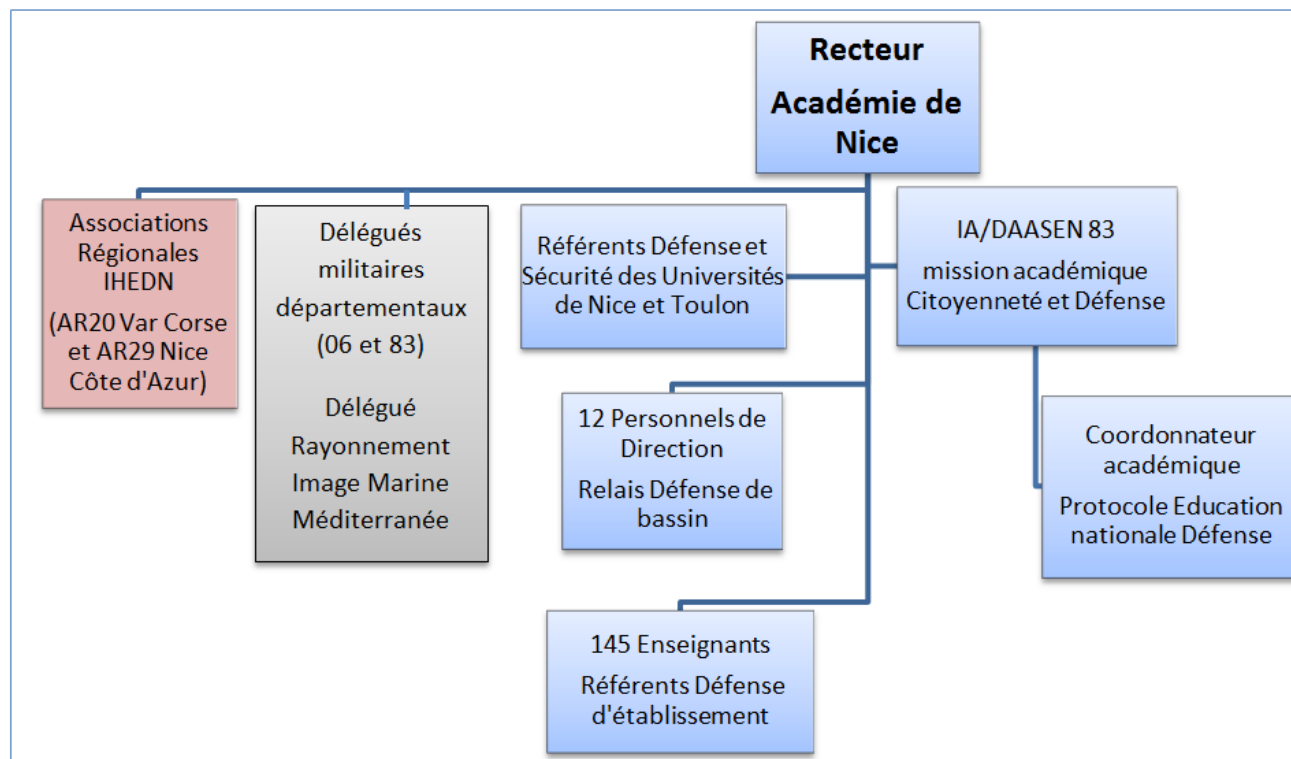 Recteur
Académie de
Nice
Associations
Régionales
IHEDN
(AR20 Var Corse
et AR29 Nice
Côte d'Azur)
Délégués
militaires
départementaux
(06 et 83)
Délégué
Rayonnement
Image Marine
Méditerranée
Référents Défense et
Sécurité des Universités
de Nice et Toulon
IA/DAASEN 83
mission académique
Citoyenneté et Défense
12 Personnels de
Direction
Relais Défense de
bassin
Coordonnateur
académique
Protocole Education
nationale Défense
145 Enseignants
Référents Défense
d'établissement